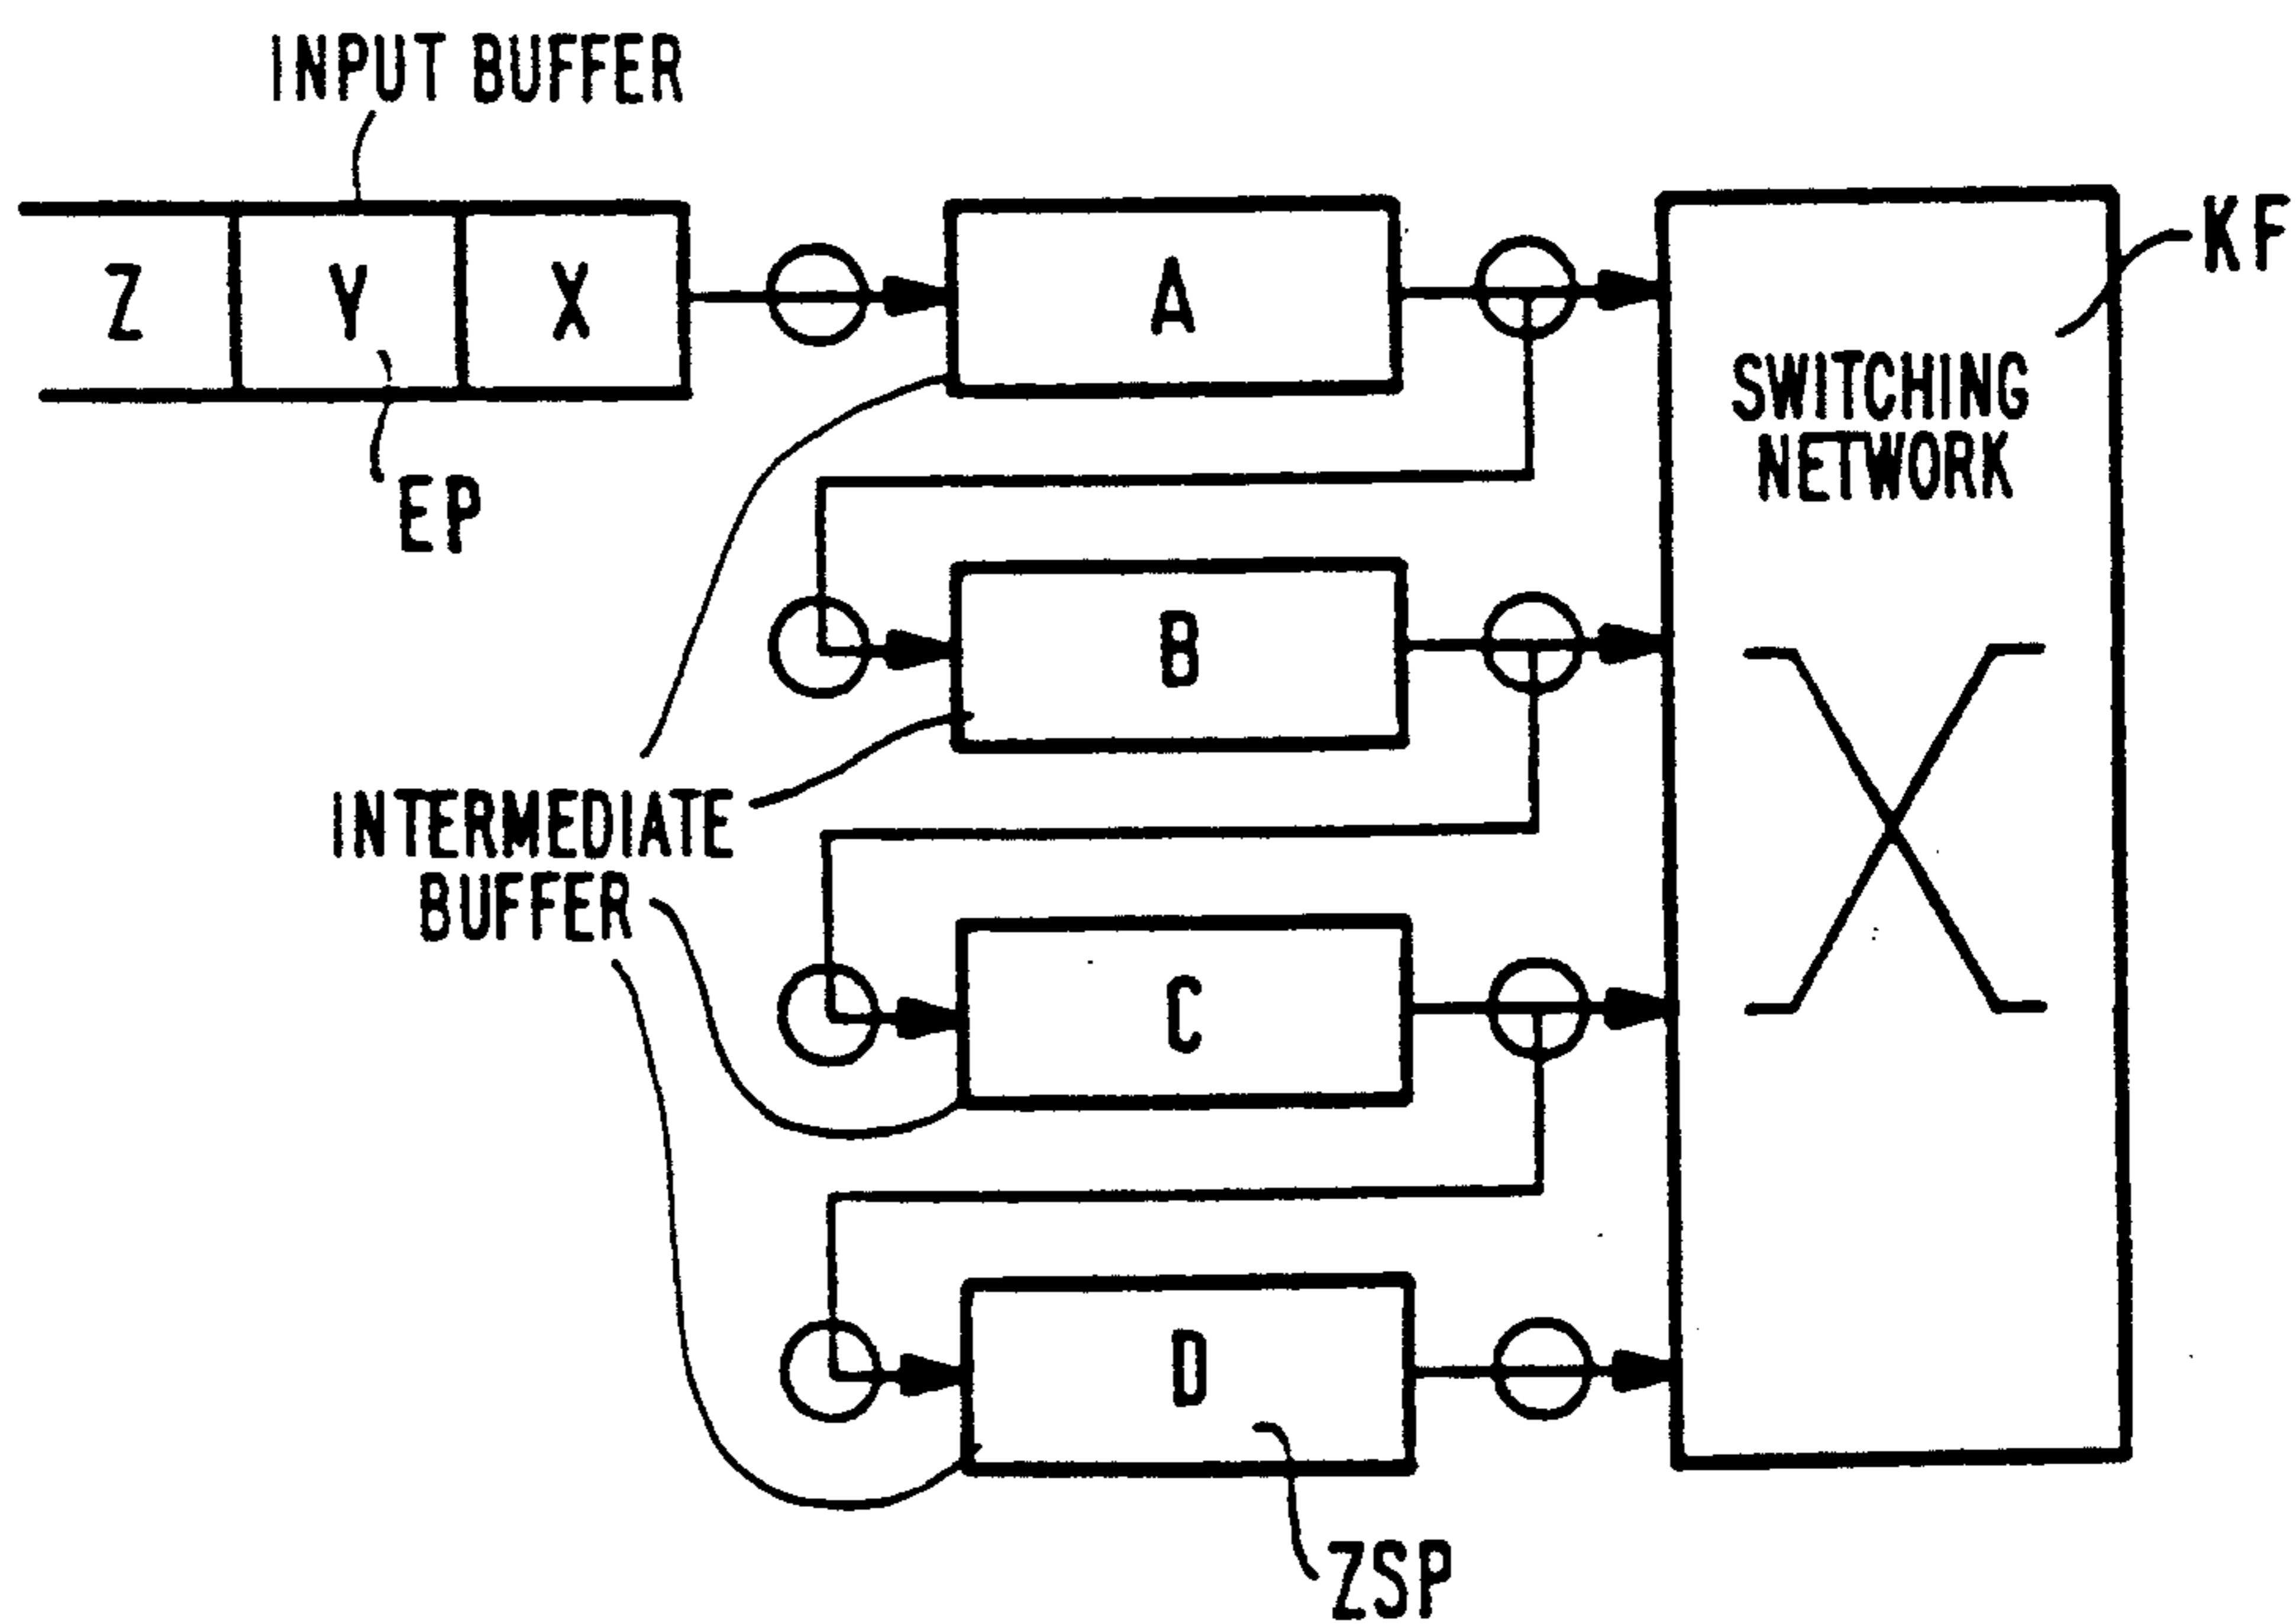 INPUT BUFFER
Z Y X
A
KF
SWITCHING
NETWORK
EP
B
INTERMEDIATE
BUFFER
C
D
ZSP